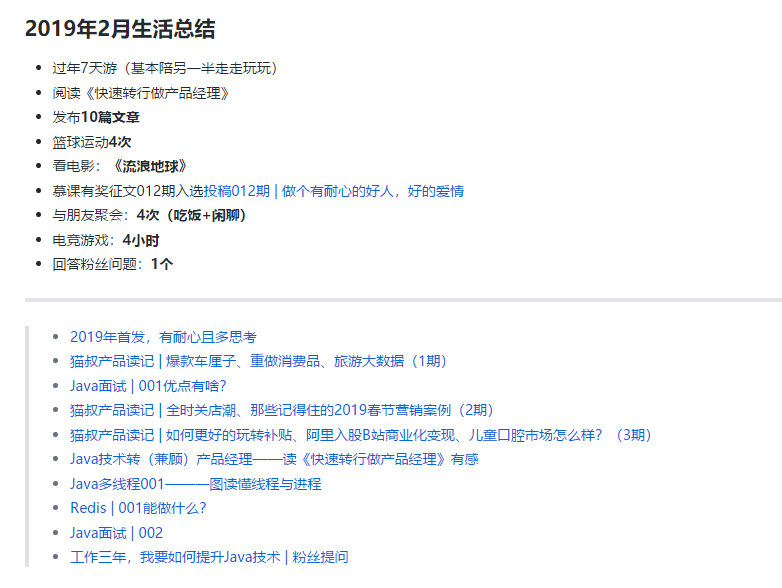 2019年2月生活总结
过年7天游（基本陪另一半走走玩玩）
阅读《快速转行做产品经理》
发布10篇文章
篮球运动4次
看电影：《流浪地球》
慕课有奖征文012期入选投稿012期 | 做个有耐心的好人，好的爱情
与朋友聚会：4次（吃饭+闲聊）
电竞游戏：4小时
回答粉丝问题：1个
2019年首发，有耐心且多思考
猫叔产品读记 | 爆款车厘子、重做消费品、旅游大数据（1期）
Java面试 | 001优点有啥？
猫叔产品读记 | 全时关店潮、那些记得住的2019春节营销案例（2期）
猫叔产品读记 | 如何更好的玩转补贴、阿里入股B站商业化变现、儿童口腔市场怎么样？（3期）
Java技术转（兼顾）产品经理——读《快速转行做产品经理》有感
Java多线程001———一图读懂线程与进程
Redis | 001能做什么？
Java面试 | 002
工作三年，我要如何提升Java技术 | 粉丝提问